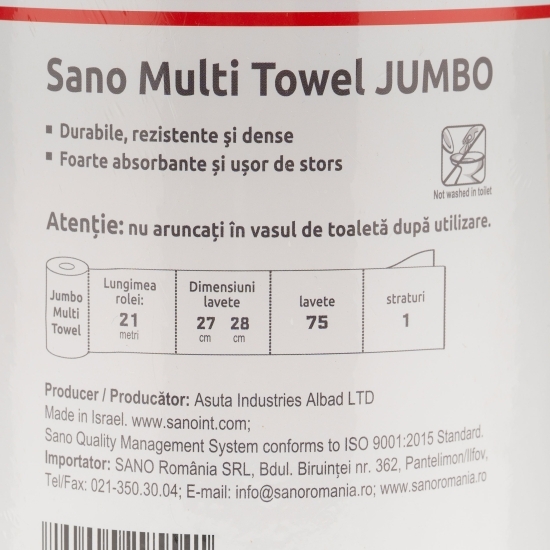 Sano Multi Towel JUMBO
▪ Durabile, rezistente și dense
▪ Foarte absorbante și ușor de stors
Not washed in toilet
Atenție: nu aruncați în vasul de toaletă după utilizare.
Jumbo
Multi
Towel
Lungimea
rolei:
21
metri
Dimensiuni
lavete
27 28
cm cm
lavete
75
straturi
1
Producer / Producător: Asuta Industries Albad LTD
Made in Israel. www.sanoint.com;
Sano Quality Management System conforms to ISO 9001:2015 Standard.
Importator: SANO România SRL, Bdul. Biruinței nr. 362, Pantelimon/Ilfov,
Tel/Fax: 021-350.30.04; E-mail: info@sanoromania.ro; www.sanoromania.ro